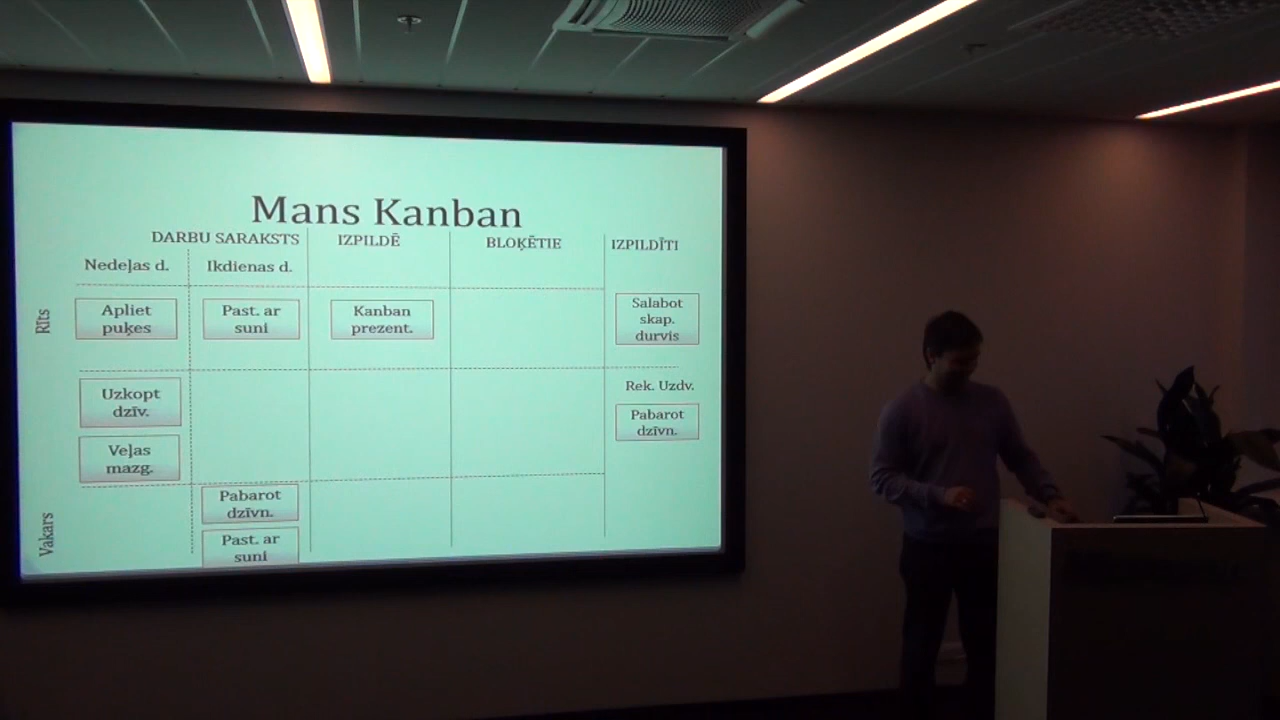 Mans Kanban
DARBU SARAKSTS
IZPILDĒ
BLOĶĒTIE
IZPILDĪTI
Nedeļas d.
Ikdienas d.
Rīts
Apliet
puķes
Past. ar
suni
Kanban
prezent.
Salabot
skap.
durvis
Uzkopt
dzīv.
Rek. Uzdv.
Pabarot
dzīvn.
Veļas
mazg.
Vakars
Pabarot
dzīvn.
Past. ar
suni